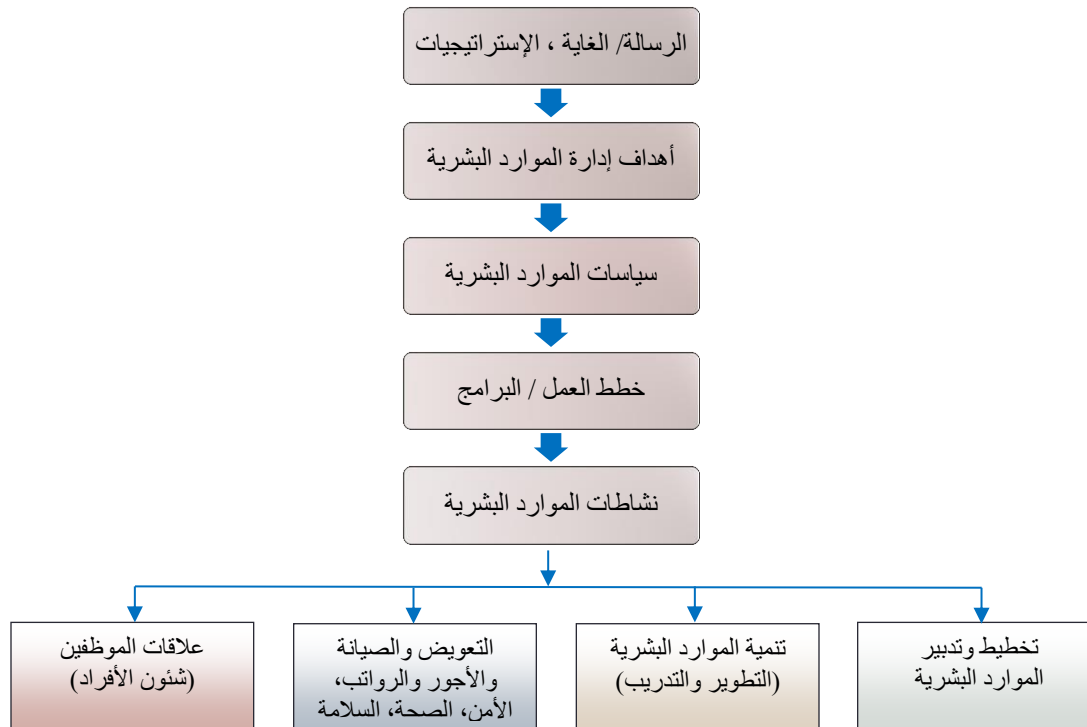 الرسالة/ الغاية ، الإستراتيجيات
أهداف إدارة الموارد البشرية
سياسات الموارد البشرية
خطط العمل / البرامج
نشاطات الموارد البشرية
تخطيط وتدبير
الموارد البشرية
تنمية الموارد البشرية
(التطوير والتدريب)
التعويض والصيانة
والأجور والرواتب،
الأمن، الصحة، السلامة
علاقات الموظفين
(شئون الأفراد)